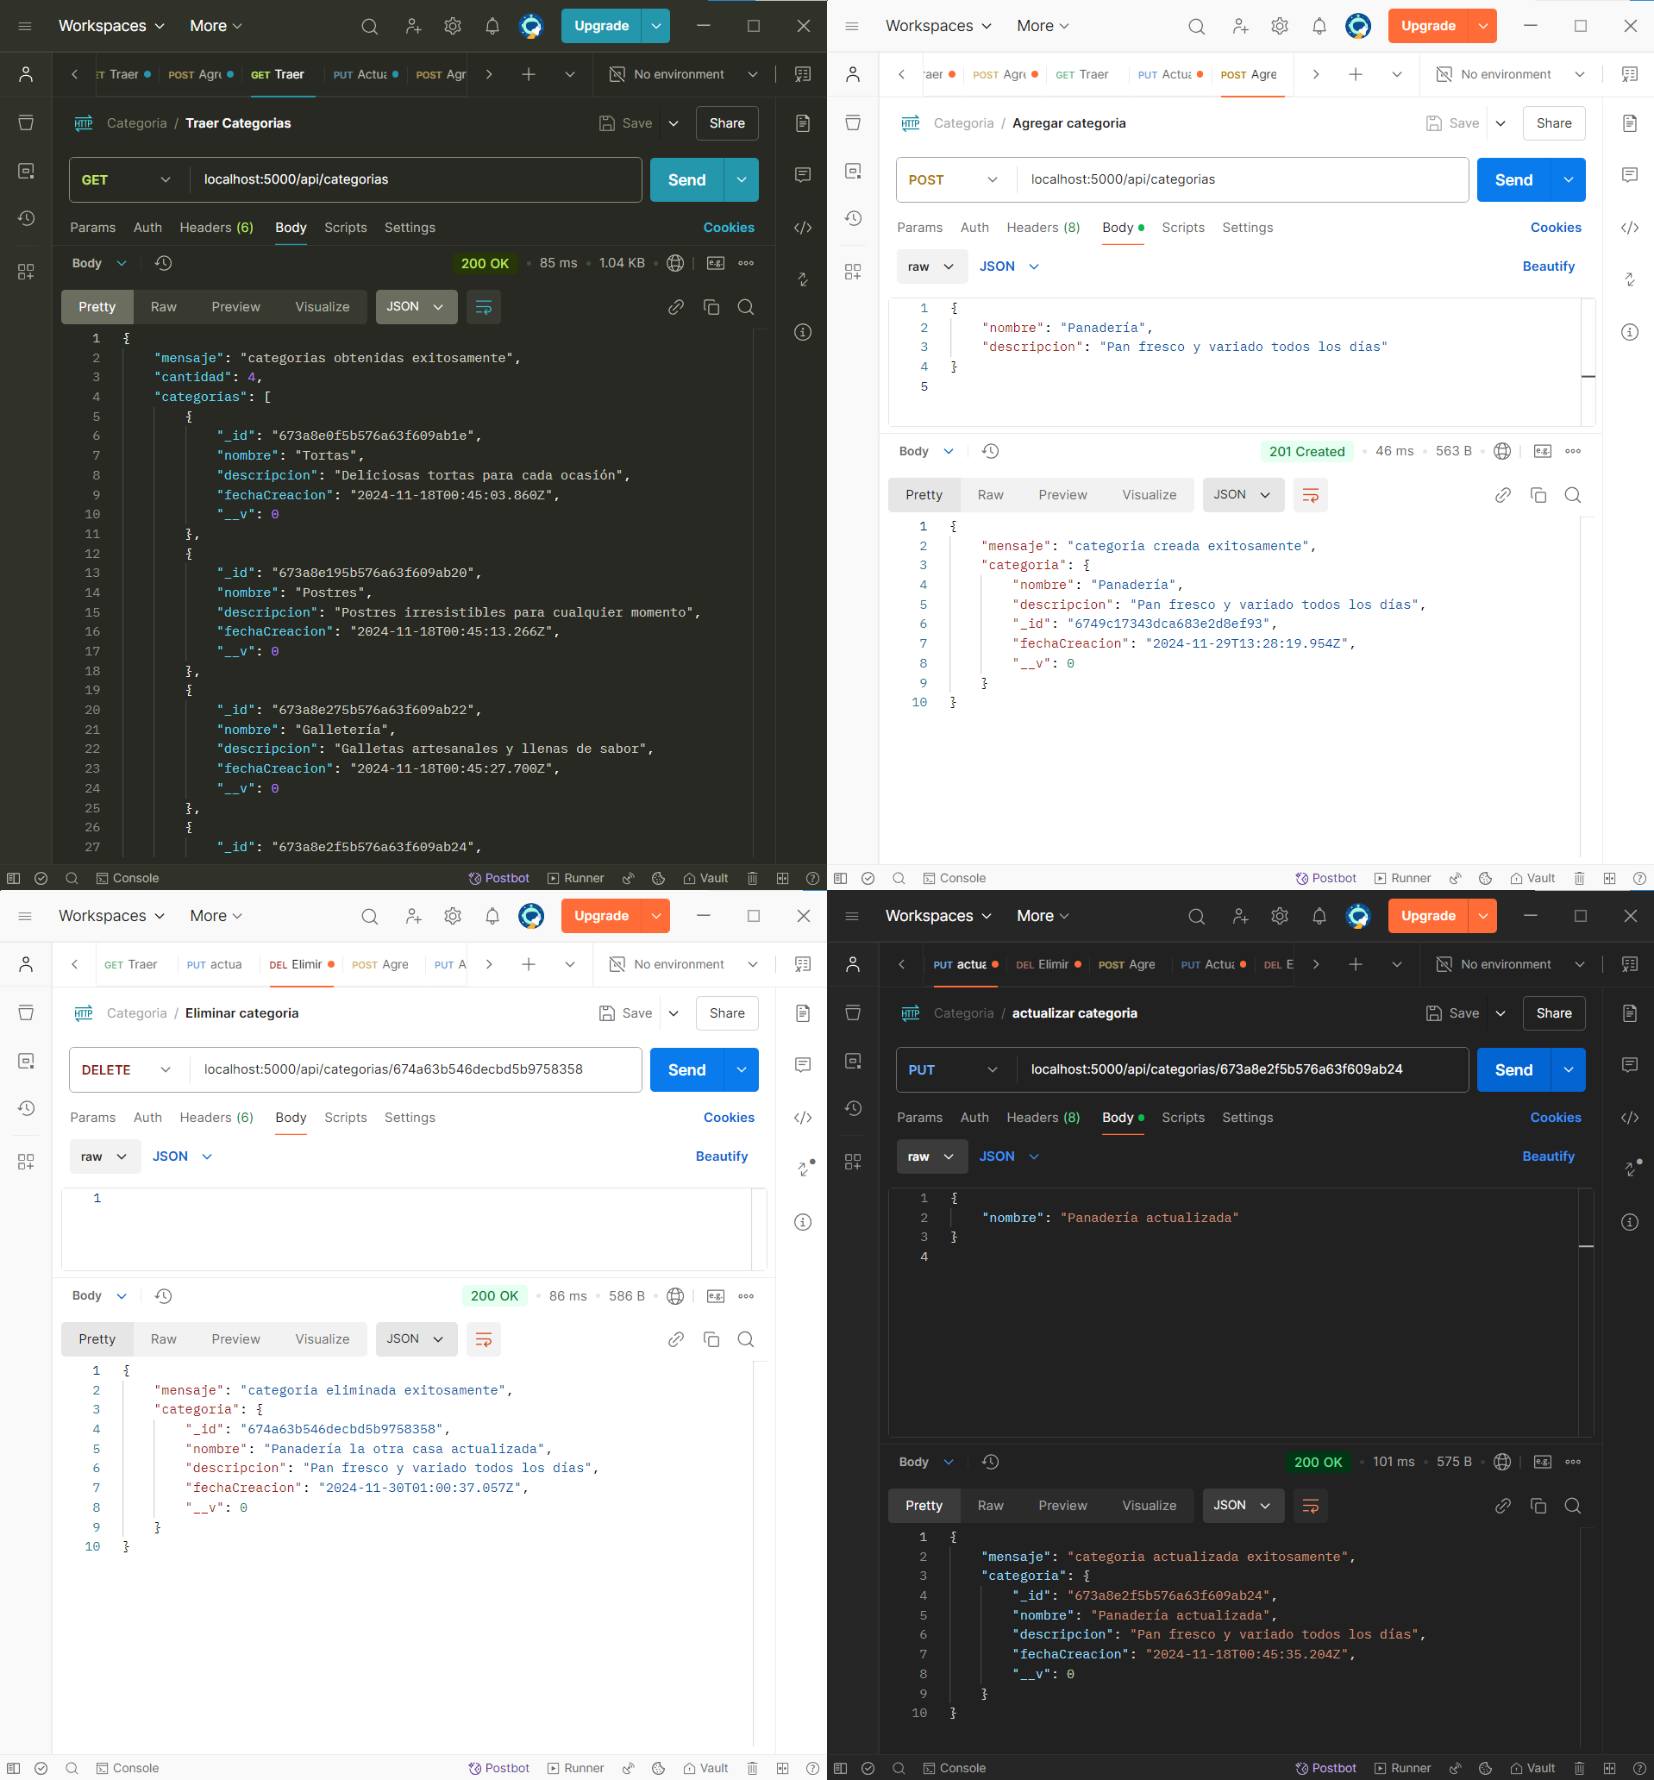 Workspaces More Upgrade
ET Traer POST Agre GET Traer PUT Actua POST Agr No environment
HTTP Categoria / Traer Categorias Save Share
GET localhost:5000/api/categorias Send
Params Auth Headers (6) Body Scripts Settings Cookies
Body 200 OK • 85 ms • 1.04 KB • e.g.
Pretty Raw Preview Visualize JSON
1 {
2 "mensaje": "categorias obtenidas exitosamente",
3 "cantidad": 4,
4 "categorias": [
5 {
6 "_id": "673a8e0f5b576a63f609ab1e",
7 "nombre": "Tortas",
8 "descripcion": "Deliciosas tortas para cada ocasión",
9 "fechaCreacion": "2024-11-18T00:45:03.860Z",
10 "__v": 0
11 },
12 {
13 "_id": "673a8e195b576a63f609ab20",
14 "nombre": "Postres",
15 "descripcion": "Postres irresistibles para cualquier momento",
16 "fechaCreacion": "2024-11-18T00:45:13.266Z",
17 "__v": 0
18 },
19 {
20 "_id": "673a8e275b576a63f609ab22",
21 "nombre": "Galletería",
22 "descripcion": "Galletas artesanales y llenas de sabor",
23 "fechaCreacion": "2024-11-18T00:45:27.700Z",
24 "__v": 0
25 },
26 {
27 "_id": "673a8e2f5b576a63f609ab24",
Console Postbot Runner Vault
Workspaces More Upgrade
raer POST Agre GET Traer PUT Actua POST Agre No environment
HTTP Categoria / Agregar categoria Save Share
POST localhost:5000/api/categorias Send
Params Auth Headers (8) Body Scripts Settings Cookies
raw JSON Beautify
1 {
2 "nombre": "Panadería",
3 "descripcion": "Pan fresco y variado todos los días"
4 }
5
Body 201 Created • 46 ms • 563 B • e.g.
Pretty Raw Preview Visualize JSON
1 {
2 "mensaje": "categoria creada exitosamente",
3 "categoria": {
4 "nombre": "Panadería",
5 "descripcion": "Pan fresco y variado todos los días",
6 "_id": "6749c17343dca683e2d8ef93",
7 "fechaCreacion": "2024-11-29T13:28:19.954Z",
8 "__v": 0
9 }
10 }
Console Postbot Runner Vault
Workspaces More Upgrade
GET Traer PUT actua DEL Elimir POST Agre PUT A No environment
HTTP Categoria / Eliminar categoria Save Share
DELETE localhost:5000/api/categorias/674a63b546decbd5b9758358 Send
Params Auth Headers (6) Body Scripts Settings Cookies
raw JSON Beautify
1
Body 200 OK • 86 ms • 586 B • e.g.
Pretty Raw Preview Visualize JSON
1 {
2 "mensaje": "categoria eliminada exitosamente",
3 "categoria": {
4 "_id": "674a63b546decbd5b9758358",
5 "nombre": "Panadería la otra casa actualizada",
6 "descripcion": "Pan fresco y variado todos los días",
7 "fechaCreacion": "2024-11-30T01:00:37.057Z",
8 "__v": 0
9 }
10 }
Console Postbot Runner Vault
Workspaces More Upgrade
PUT actua DEL Elimir POST Agre PUT Actua DEL E No environment
HTTP Categoria / actualizar categoria Save Share
PUT localhost:5000/api/categorias/673a8e2f5b576a63f609ab24 Send
Params Auth Headers (8) Body Scripts Settings Cookies
raw JSON Beautify
1 {
2 "nombre": "Panadería actualizada"
3 }
4
Body 200 OK • 101 ms • 575 B • e.g.
Pretty Raw Preview Visualize JSON
1 {
2 "mensaje": "categoria actualizada exitosamente",
3 "categoria": {
4 "_id": "673a8e2f5b576a63f609ab24",
5 "nombre": "Panadería actualizada",
6 "descripcion": "Pan fresco y variado todos los días",
7 "fechaCreacion": "2024-11-18T00:45:35.204Z",
8 "__v": 0
9 }
10 }
Console Postbot Runner Vault